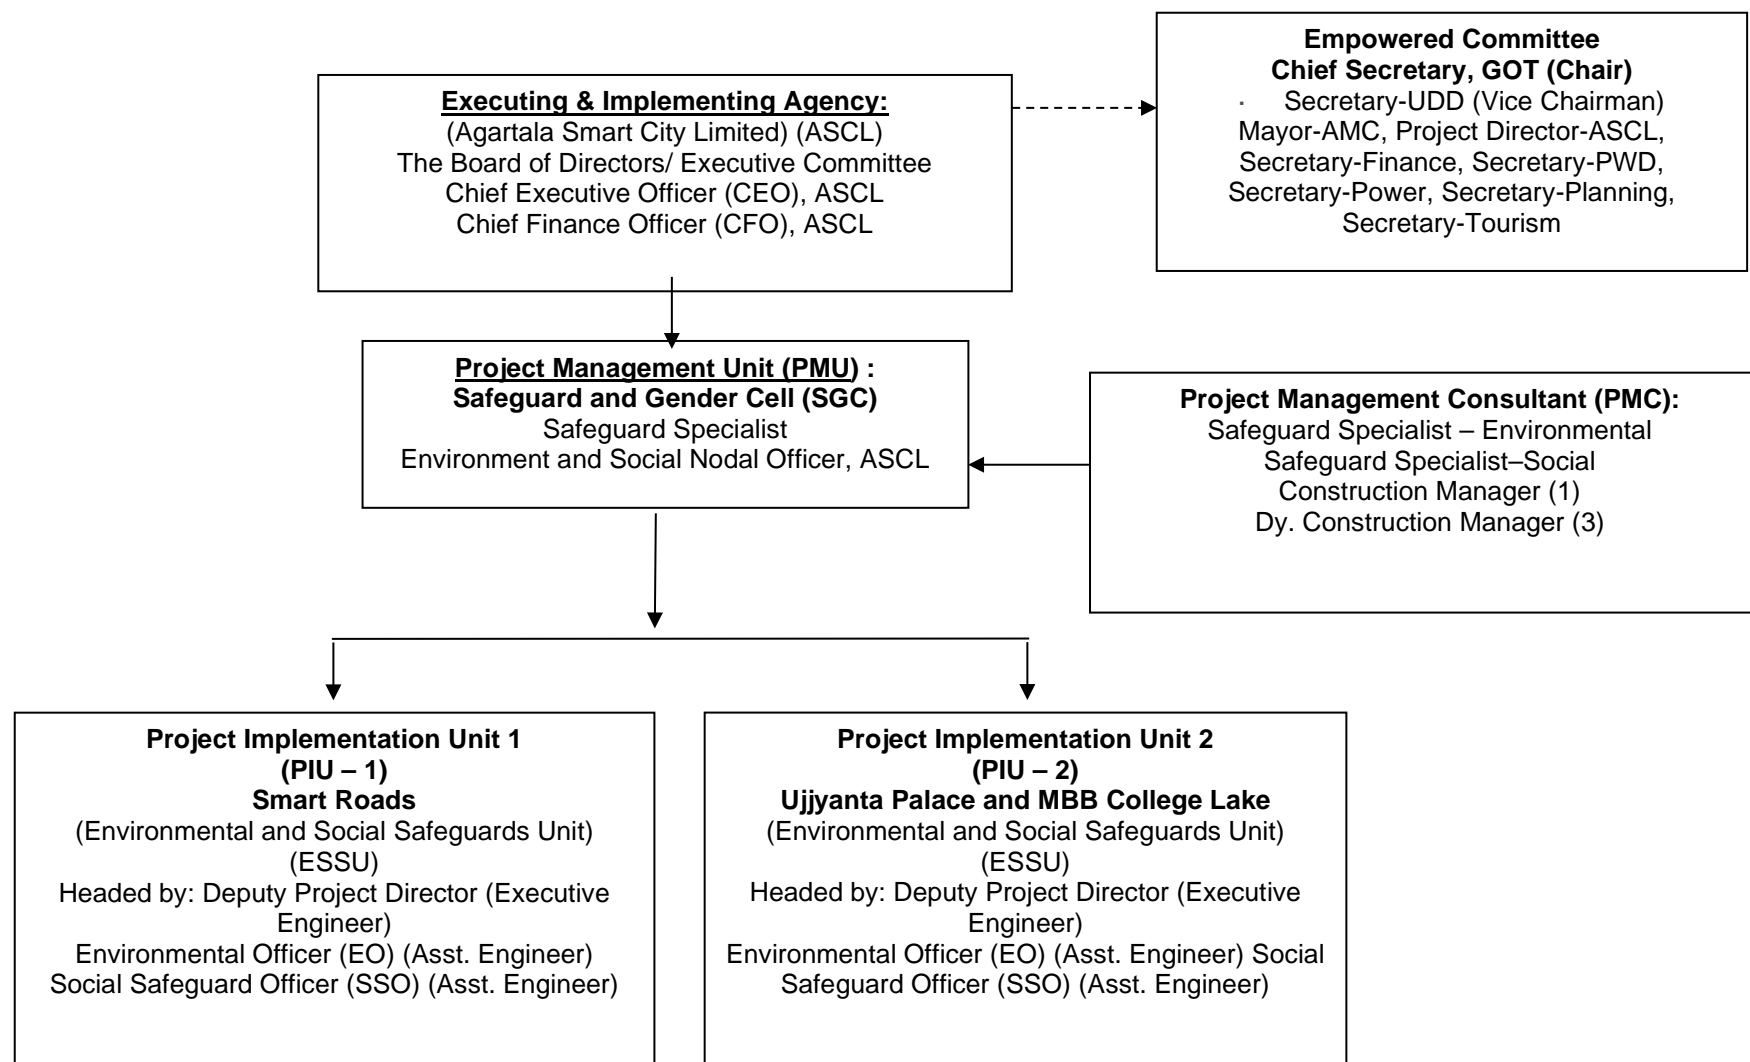 Executing & Implementing Agency:
(Agartala Smart City Limited) (ASCL)
The Board of Directors/ Executive Committee
Chief Executive Officer (CEO), ASCL
Chief Finance Officer (CFO), ASCL
Empowered Committee
Chief Secretary, GOT (Chair)
· Secretary-UDD (Vice Chairman)
Mayor-AMC, Project Director-ASCL,
Secretary-Finance, Secretary-PWD,
Secretary-Power, Secretary-Planning,
Secretary-Tourism
Project Management Unit (PMU) :
Safeguard and Gender Cell (SGC)
Safeguard Specialist
Environment and Social Nodal Officer, ASCL
Project Management Consultant (PMC):
Safeguard Specialist – Environmental
Safeguard Specialist–Social
Construction Manager (1)
Dy. Construction Manager (3)
Project Implementation Unit 1
(PIU – 1)
Smart Roads
(Environmental and Social Safeguards Unit)
(ESSU)
Headed by: Deputy Project Director (Executive
Engineer)
Environmental Officer (EO) (Asst. Engineer)
Social Safeguard Officer (SSO) (Asst. Engineer)
Project Implementation Unit 2
(PIU – 2)
Ujjyanta Palace and MBB College Lake
(Environmental and Social Safeguards Unit)
(ESSU)
Headed by: Deputy Project Director (Executive
Engineer)
Environmental Officer (EO) (Asst. Engineer) Social
Safeguard Officer (SSO) (Asst. Engineer)